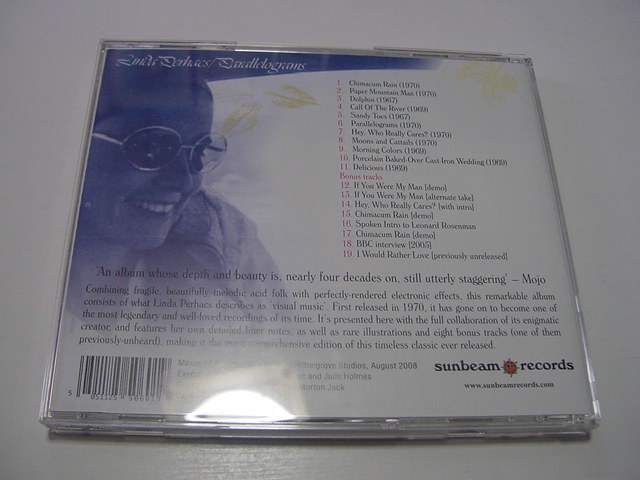 Linda Perhacs/Parallelograms
1. Chimacum Rain (1970)
2. Paper Mountain Man (1970)
3. Dolphin (1967)
4. Call Of The River (1969)
5. Sandy Toes (1967)
6. Parallelograms (1970)
7. Hey, Who Really Cares? (1970)
8. Moons and Cattails (1970)
9. Morning Colors (1969)
10. Porcelain Baked-Over Cast-Iron Wedding (1969)
11. Delicious (1969)
Bonus tracks
12. If You Were My Man [demo]
13. If You Were My Man [alternate take]
14. Hey, Who Really Cares? [with intro]
15. Chimacum Rain [demo]
16. Spoken Intro to Leonard Rosenman
17. Chimacum Rain [demo]
18. BBC interview [2005]
19. I Would Rather Love [previously unreleased]
'An album whose depth and beauty is, nearly four decades on, still utterly staggering' – Mojo
Combining fragile, beautifully melodic acid folk with perfectly-rendered electronic effects, this remarkable album
consists of what Linda Perhacs describes as 'visual music'. First released in 1970, it has gone on to become one of
the most legendary and well-loved recordings of its time. It's presented here with the full collaboration of its enigmatic
creator, and features her own detailed liner notes, as well as rare illustrations and eight bonus tracks (one of them
previously-unheard), making it the most comprehensive edition of this timeless classic ever released.
Studios, August 2008
and Jude Holmes
Morton Jack
sunbeam records
www.sunbeamrecords.com
5